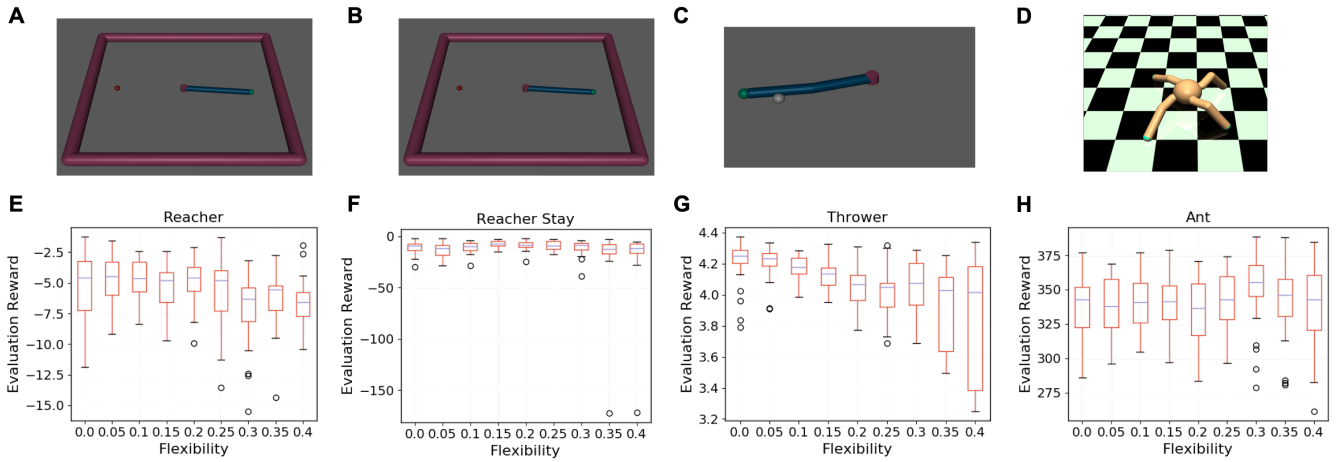 A
B
C
D
E
Reacher
Evaluation Reward
−2.5
−5.0
−7.5
−10.0
−12.5
−15.0
0.0 0.05 0.1 0.15 0.2 0.25 0.3 0.35 0.4
Flexibility
F
Reacher Stay
Evaluation Reward
0
−50
−100
−150
0.0 0.05 0.1 0.15 0.2 0.25 0.3 0.35 0.4
Flexibility
G
Thrower
Evaluation Reward
4.4
4.2
4.0
3.8
3.6
3.4
3.2
0.0 0.05 0.1 0.15 0.2 0.25 0.3 0.35 0.4
Flexibility
H
Ant
Evaluation Reward
375
350
325
300
275
0.0 0.05 0.1 0.15 0.2 0.25 0.3 0.35 0.4
Flexibility